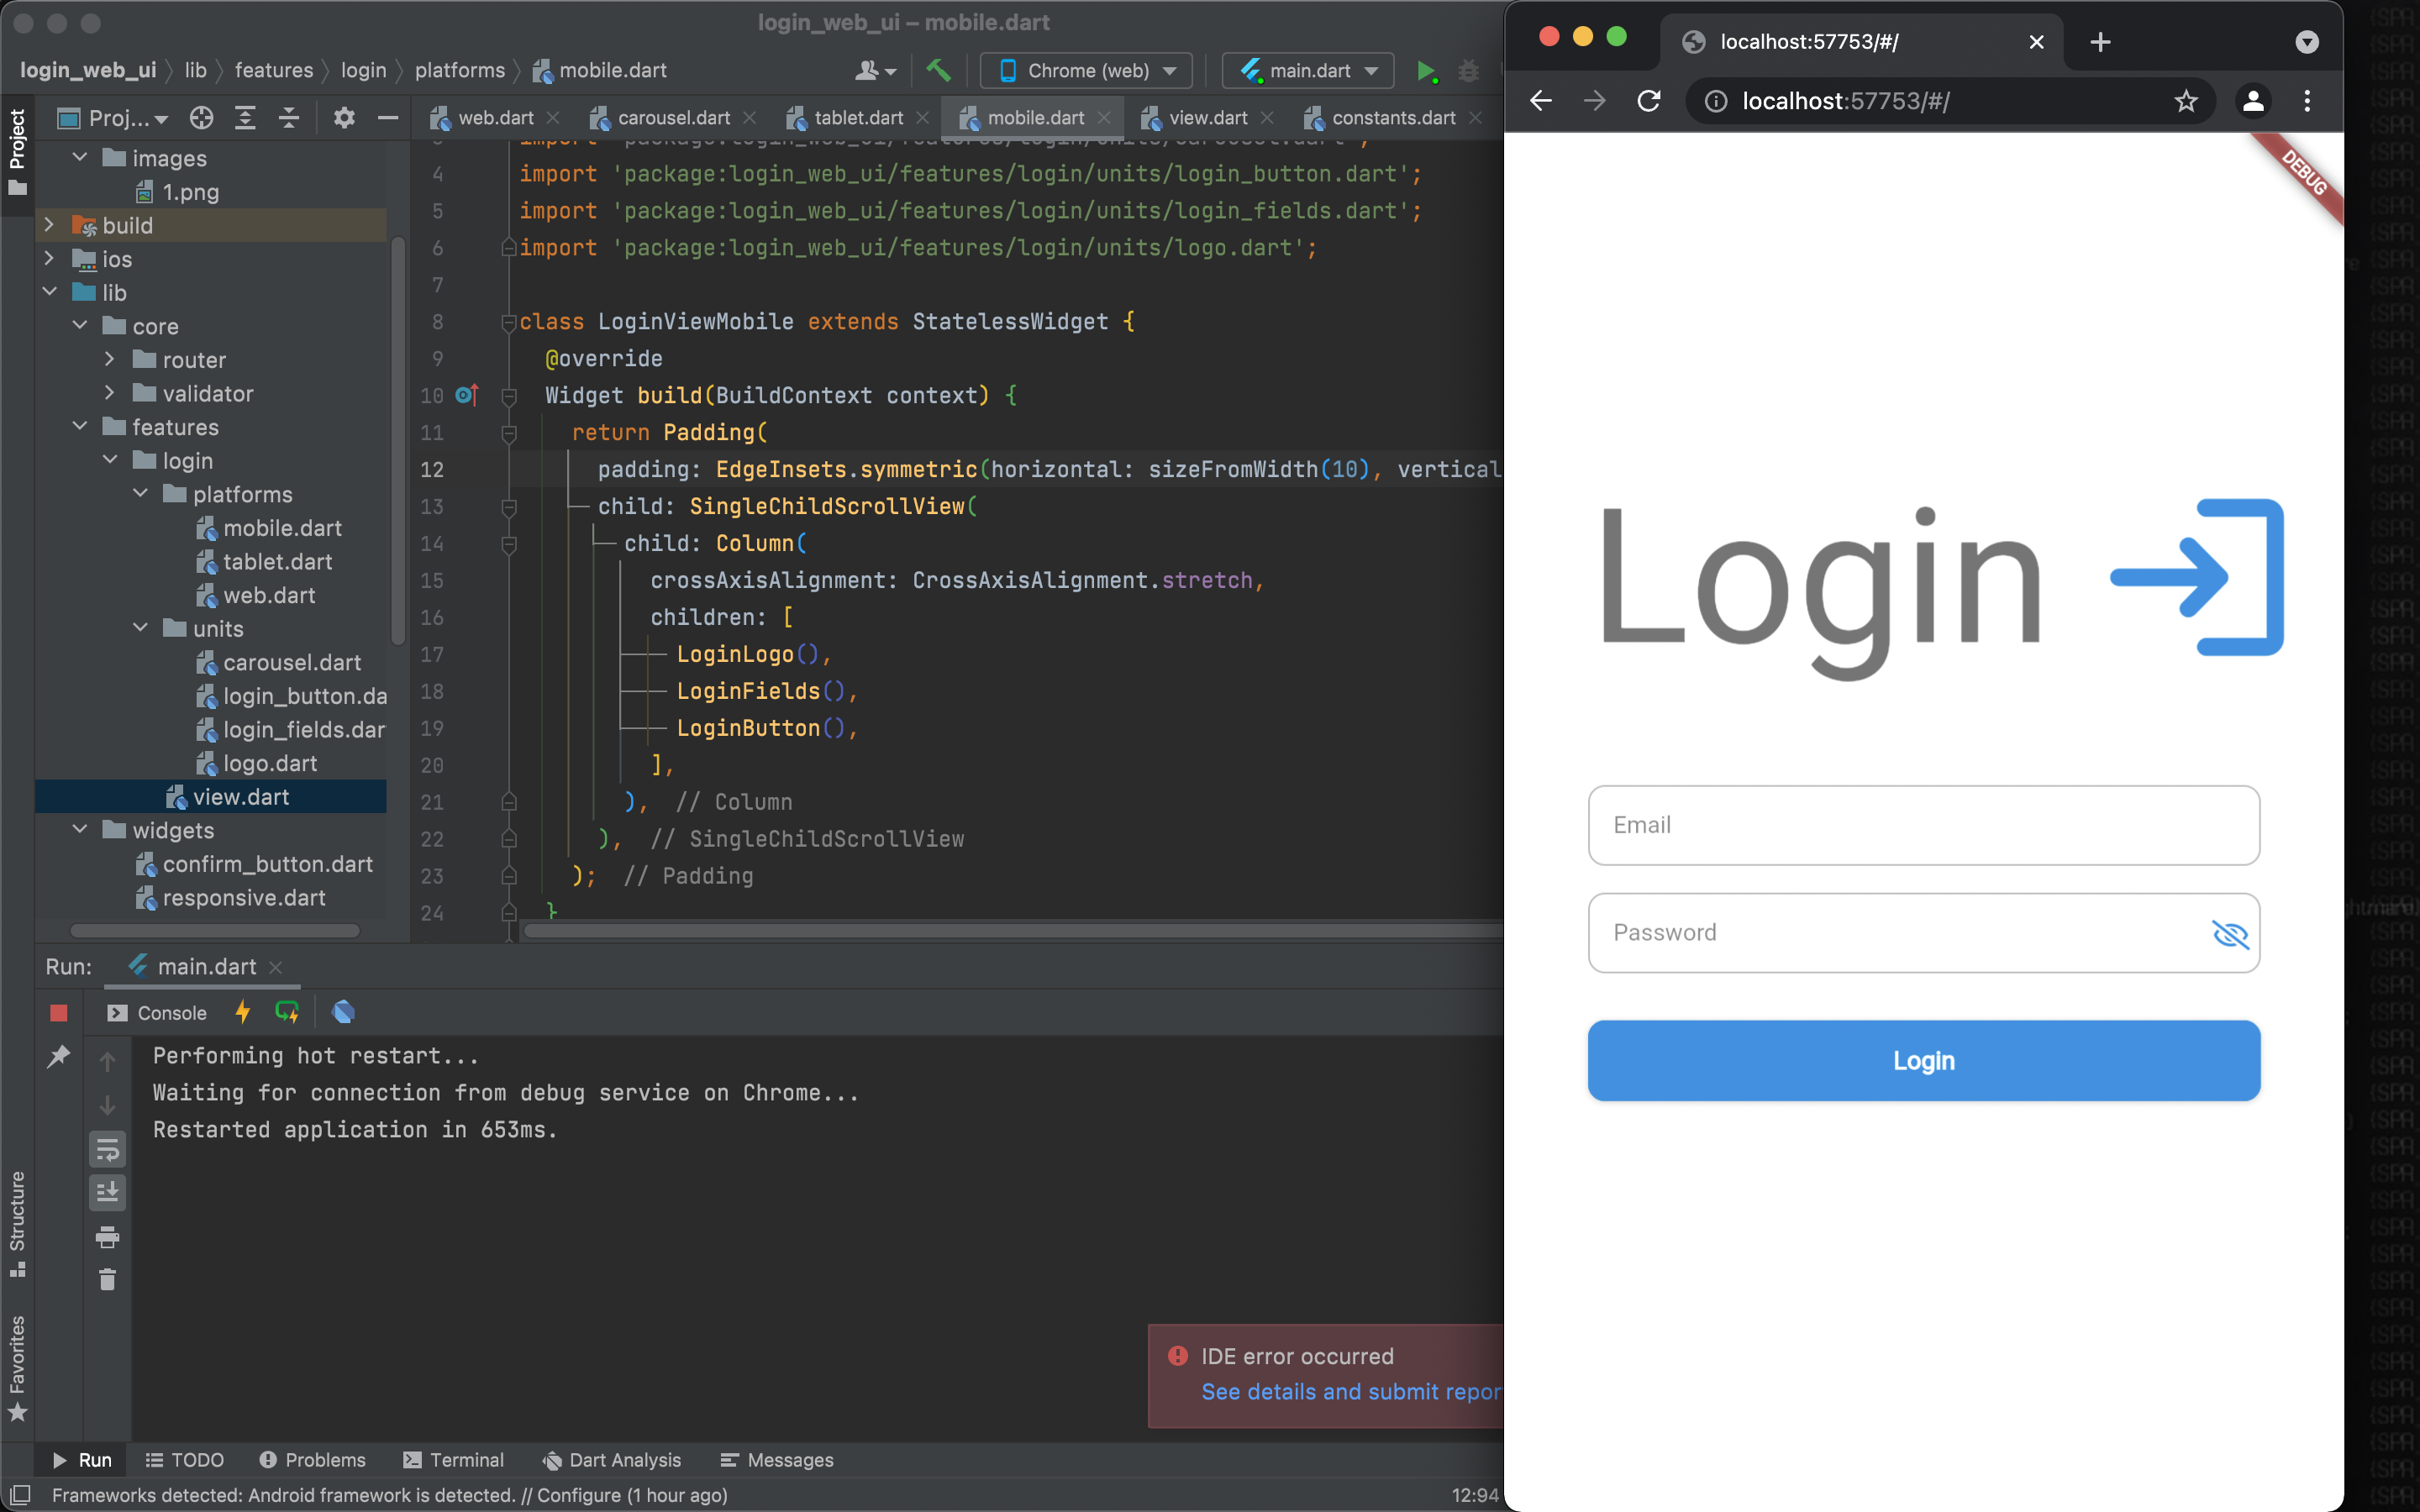 login_web_ui – mobile.dart
login_web_ui lib features login platforms mobile.dart
Chrome (web) main.dart
Project
Proj...
images
1.png
build
ios
lib
core
router
validator
features
login
platforms
mobile.dart
tablet.dart
web.dart
units
carousel.dart
login_button.da
login_fields.dar
logo.dart
view.dart
widgets
confirm_button.dart
responsive.dart
web.dart carousel.dart tablet.dart mobile.dart view.dart constants.dart
3 import 'package:login_web_ui/features/login/units/carousel.dart';
4 import 'package:login_web_ui/features/login/units/login_button.dart';
5 import 'package:login_web_ui/features/login/units/login_fields.dart';
6 import 'package:login_web_ui/features/login/units/logo.dart';
7
8 class LoginViewMobile extends StatelessWidget {
9 @override
10 Widget build(BuildContext context) {
11 return Padding(
12 padding: EdgeInsets.symmetric(horizontal: sizeFromWidth(10), vertical
13 child: SingleChildScrollView(
14 child: Column(
15 crossAxisAlignment: CrossAxisAlignment.stretch,
16 children: [
17 LoginLogo(),
18 LoginFields(),
19 LoginButton(),
20 ],
21 ), // Column
22 ), // SingleChildScrollView
23 ); // Padding
24 }
Run: main.dart
Console
Performing hot restart...
Waiting for connection from debug service on Chrome...
Restarted application in 653ms.
Structure
Favorites
IDE error occurred
See details and submit repor
Run TODO Problems Terminal Dart Analysis Messages
Frameworks detected: Android framework is detected. // Configure (1 hour ago)
12:94
localhost:57753/#/
localhost:57753/#/
DEBUG
Login
Email
Password
Login